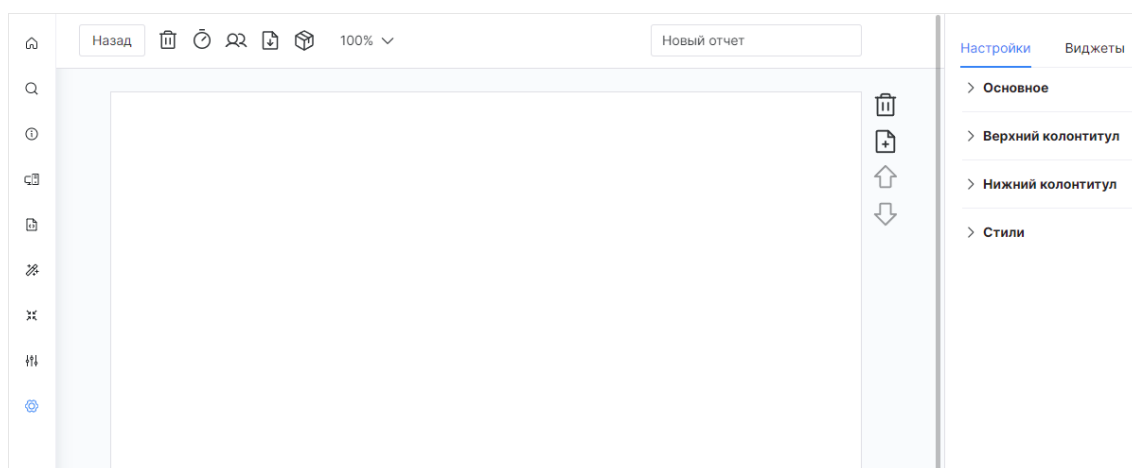 Назад
100%
Новый отчет
Настройки
Виджеты
Основное
Верхний колонтитул
Нижний колонтитул
Стили